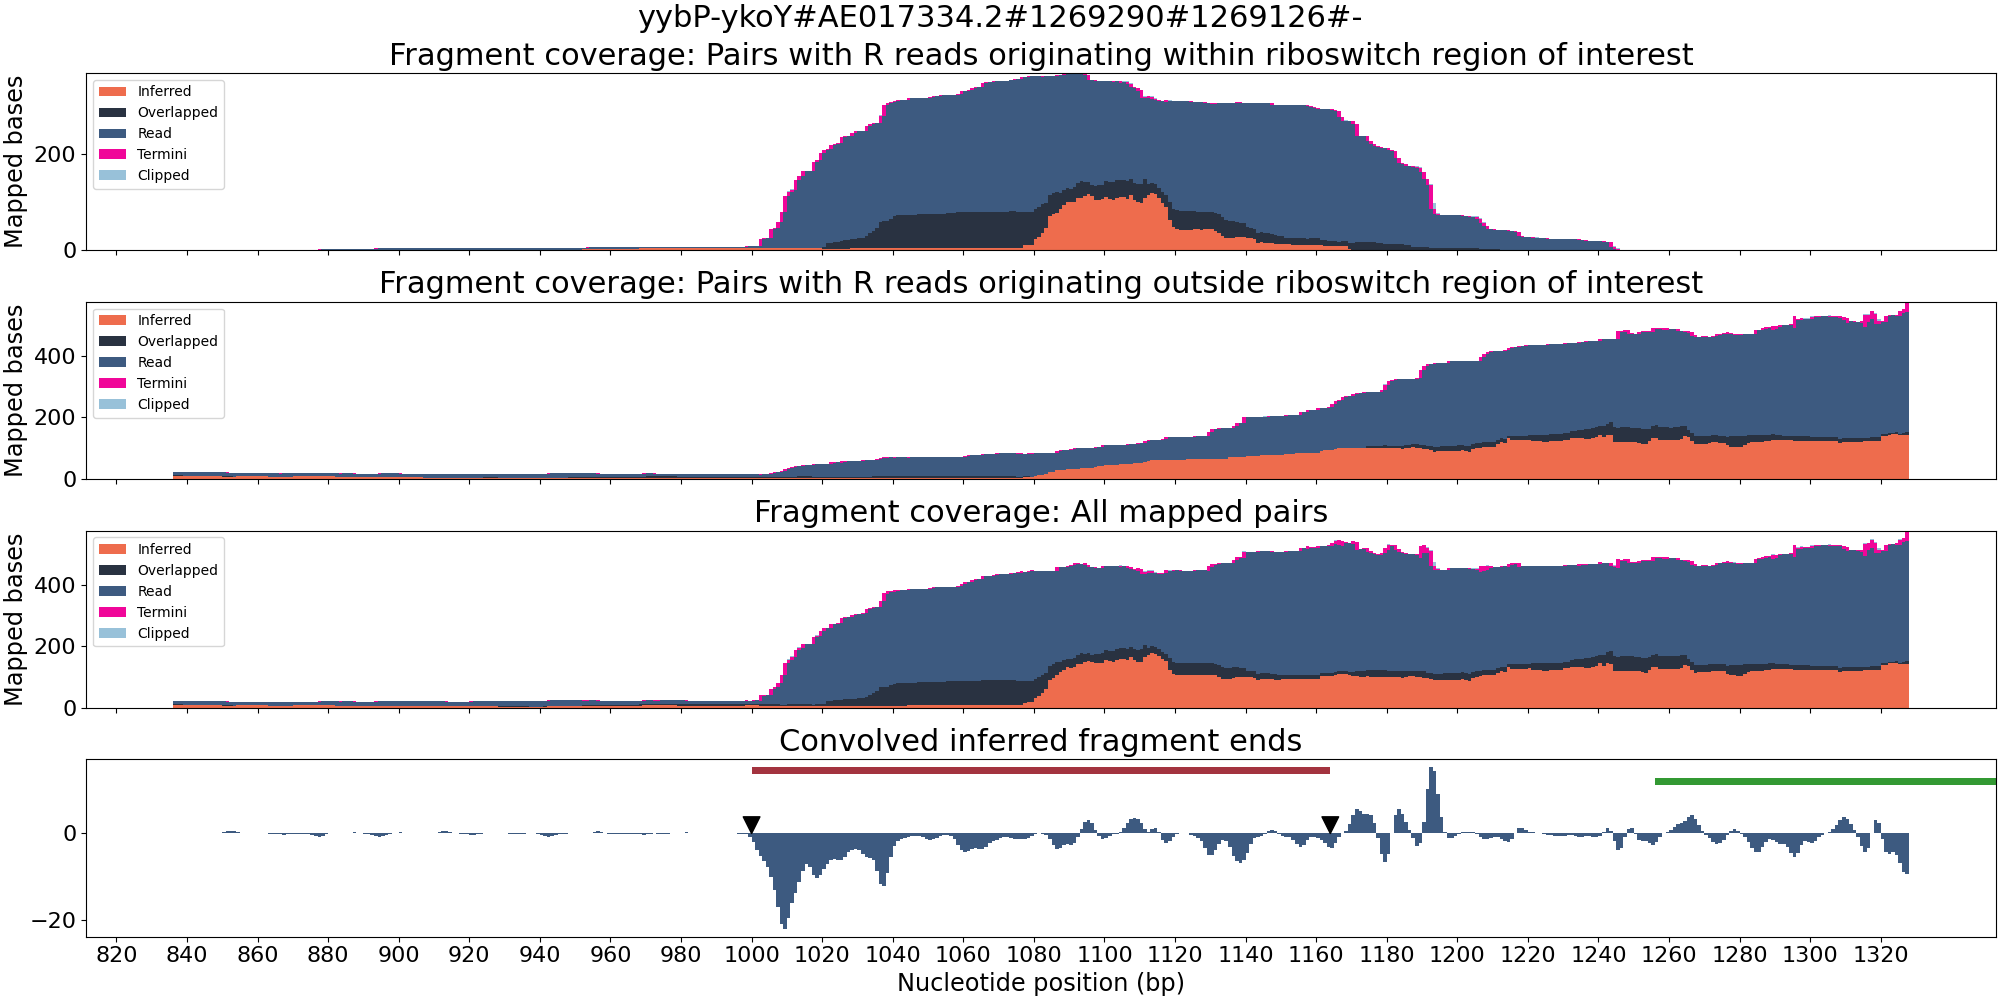 yybP-ykoY#AE017334.2#1269290#1269126#-
Fragment coverage: Pairs with R reads originating within riboswitch region of interest
Mapped bases
200
0
Inferred
Overlapped
Read
Termini
Clipped
Fragment coverage: Pairs with R reads originating outside riboswitch region of interest
Mapped bases
400
200
0
Inferred
Overlapped
Read
Termini
Clipped
Fragment coverage: All mapped pairs
Mapped bases
400
200
0
Inferred
Overlapped
Read
Termini
Clipped
Convolved inferred fragment ends
0
−20
820 840 860 880 900 920 940 960 980 1000 1020 1040 1060 1080 1100 1120 1140 1160 1180 1200 1220 1240 1260 1280 1300 1320
Nucleotide position (bp)